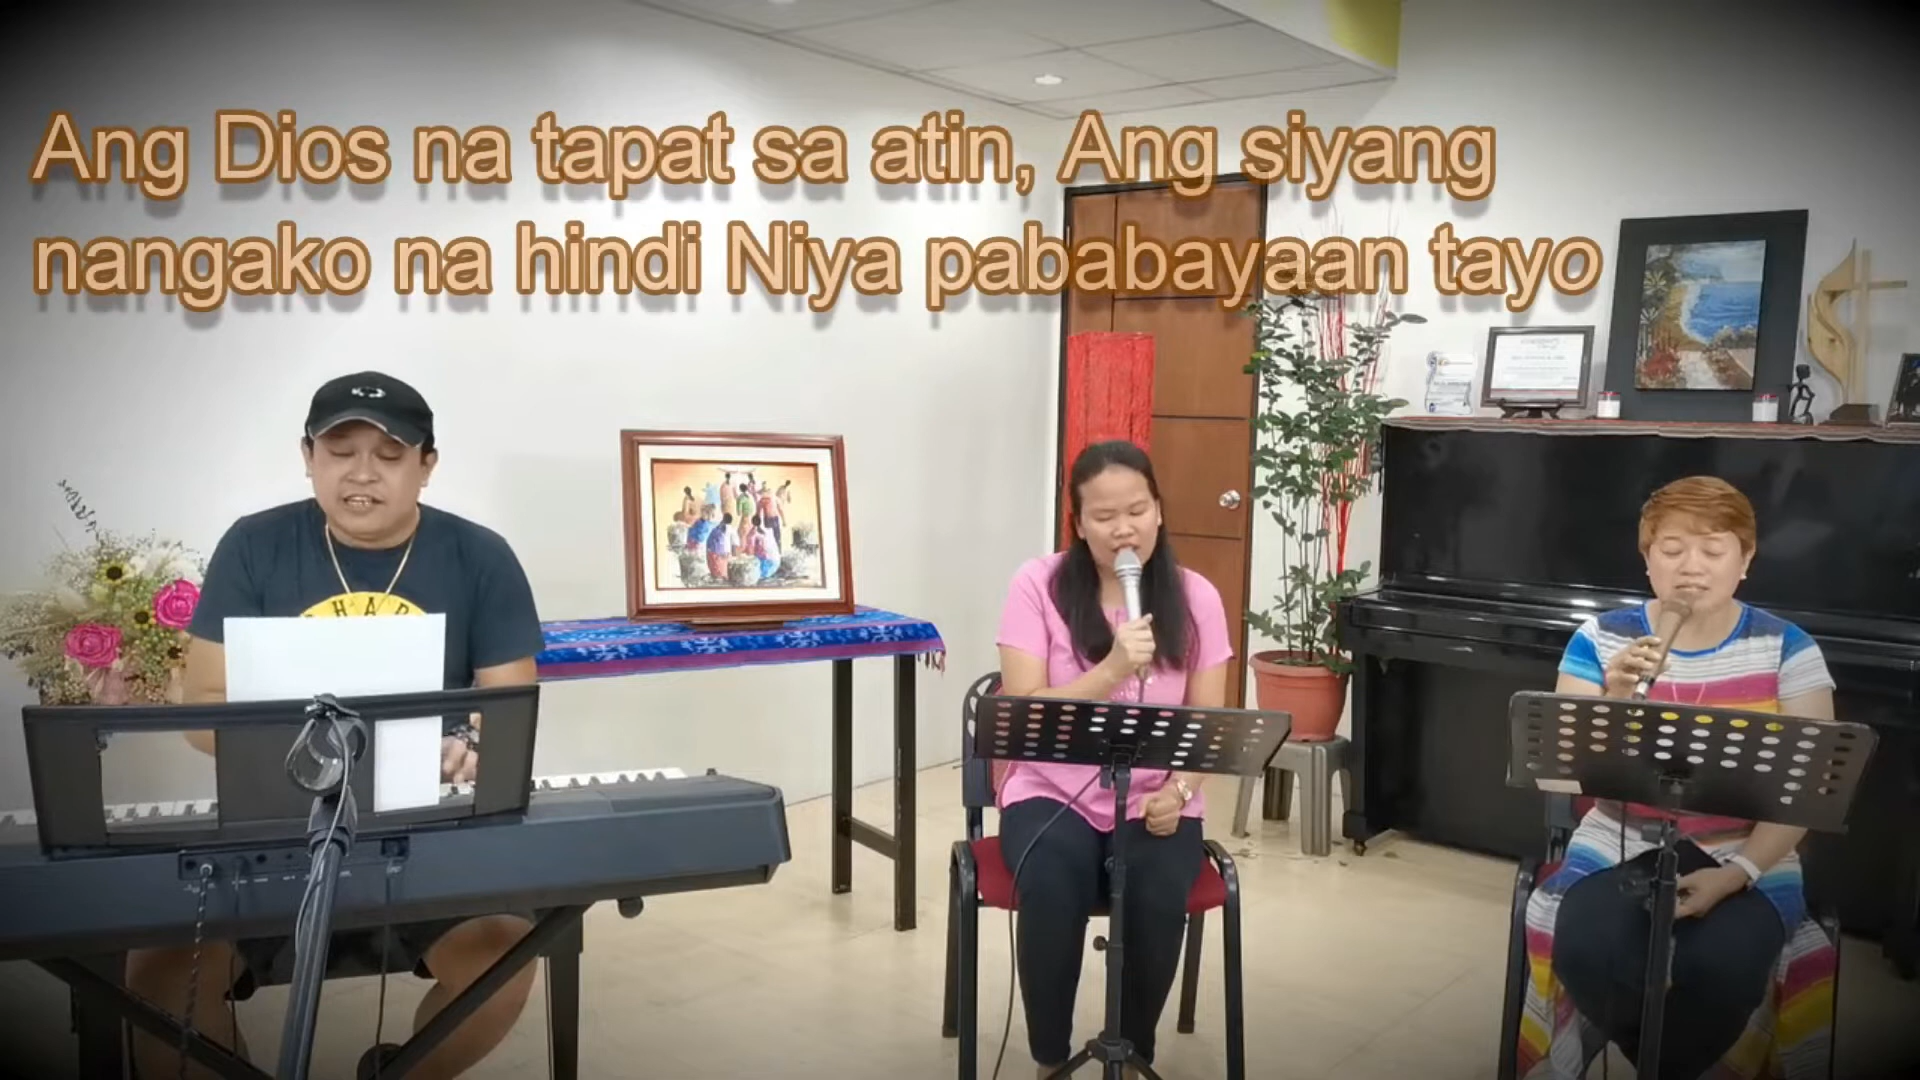 Ang Dios na tapat sa atin, Ang siyang
nangako na hindi Niya pababayaan tayo